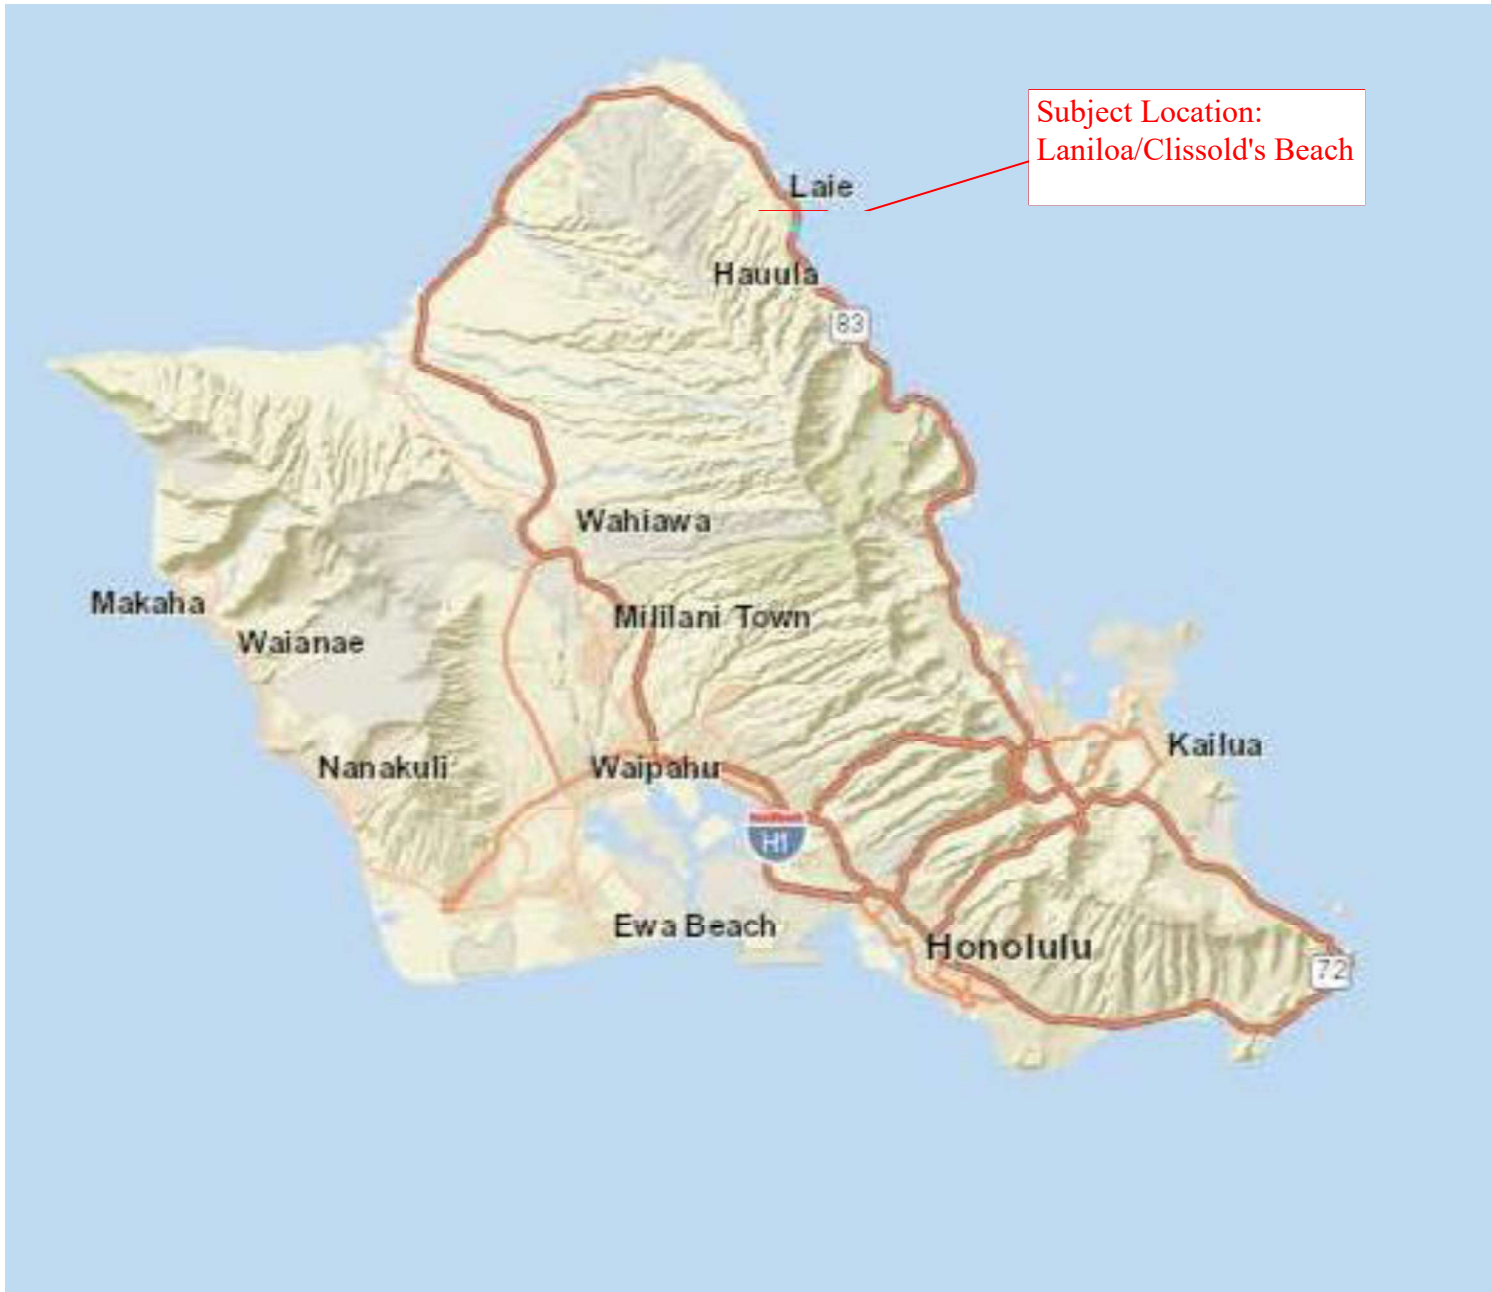 Subject Location:
Laniloa/Clissold's Beach
Laie
Hauula
83
Wahiawa
Makaha
Mililani Town
Waianae
Kailua
Nanakuli
Waipahu
H1
Ewa Beach
Honolulu
72